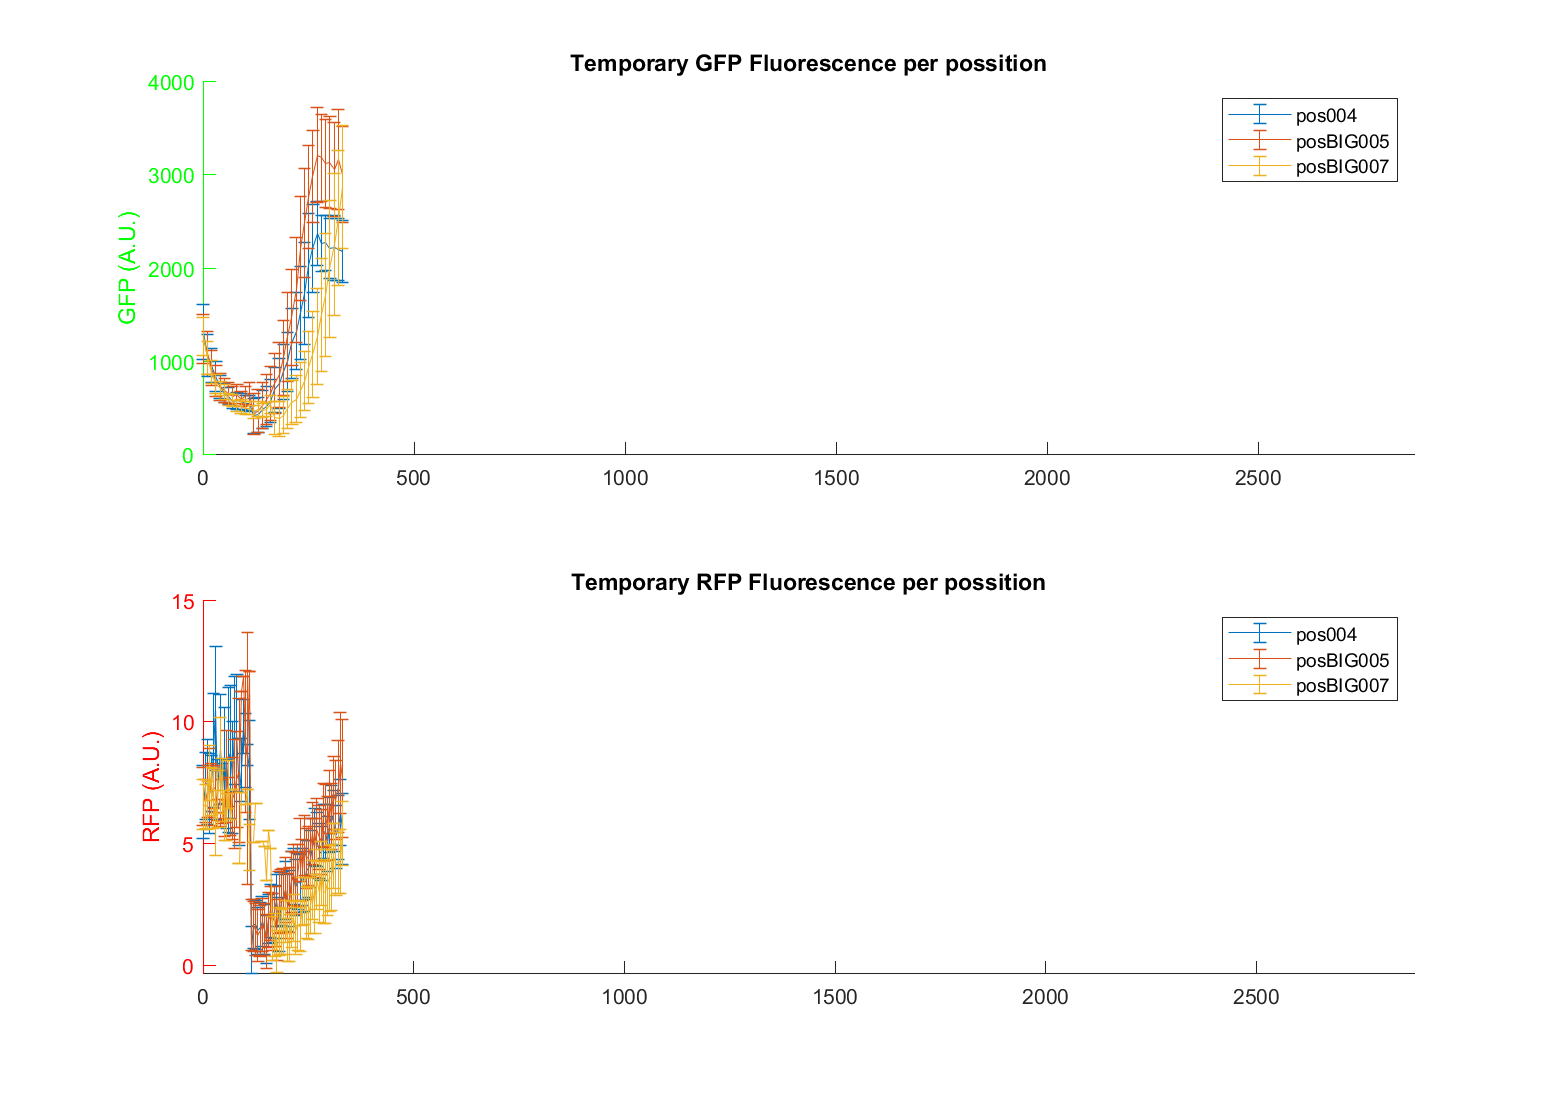 Temporary GFP Fluorescence per possition
GFP (A.U.)
4000
3000
2000
1000
0
0 500 1000 1500 2000 2500
pos004
posBIG005
posBIG007
Temporary RFP Fluorescence per possition
RFP (A.U.)
15
10
5
0
0 500 1000 1500 2000 2500
pos004
posBIG005
posBIG007